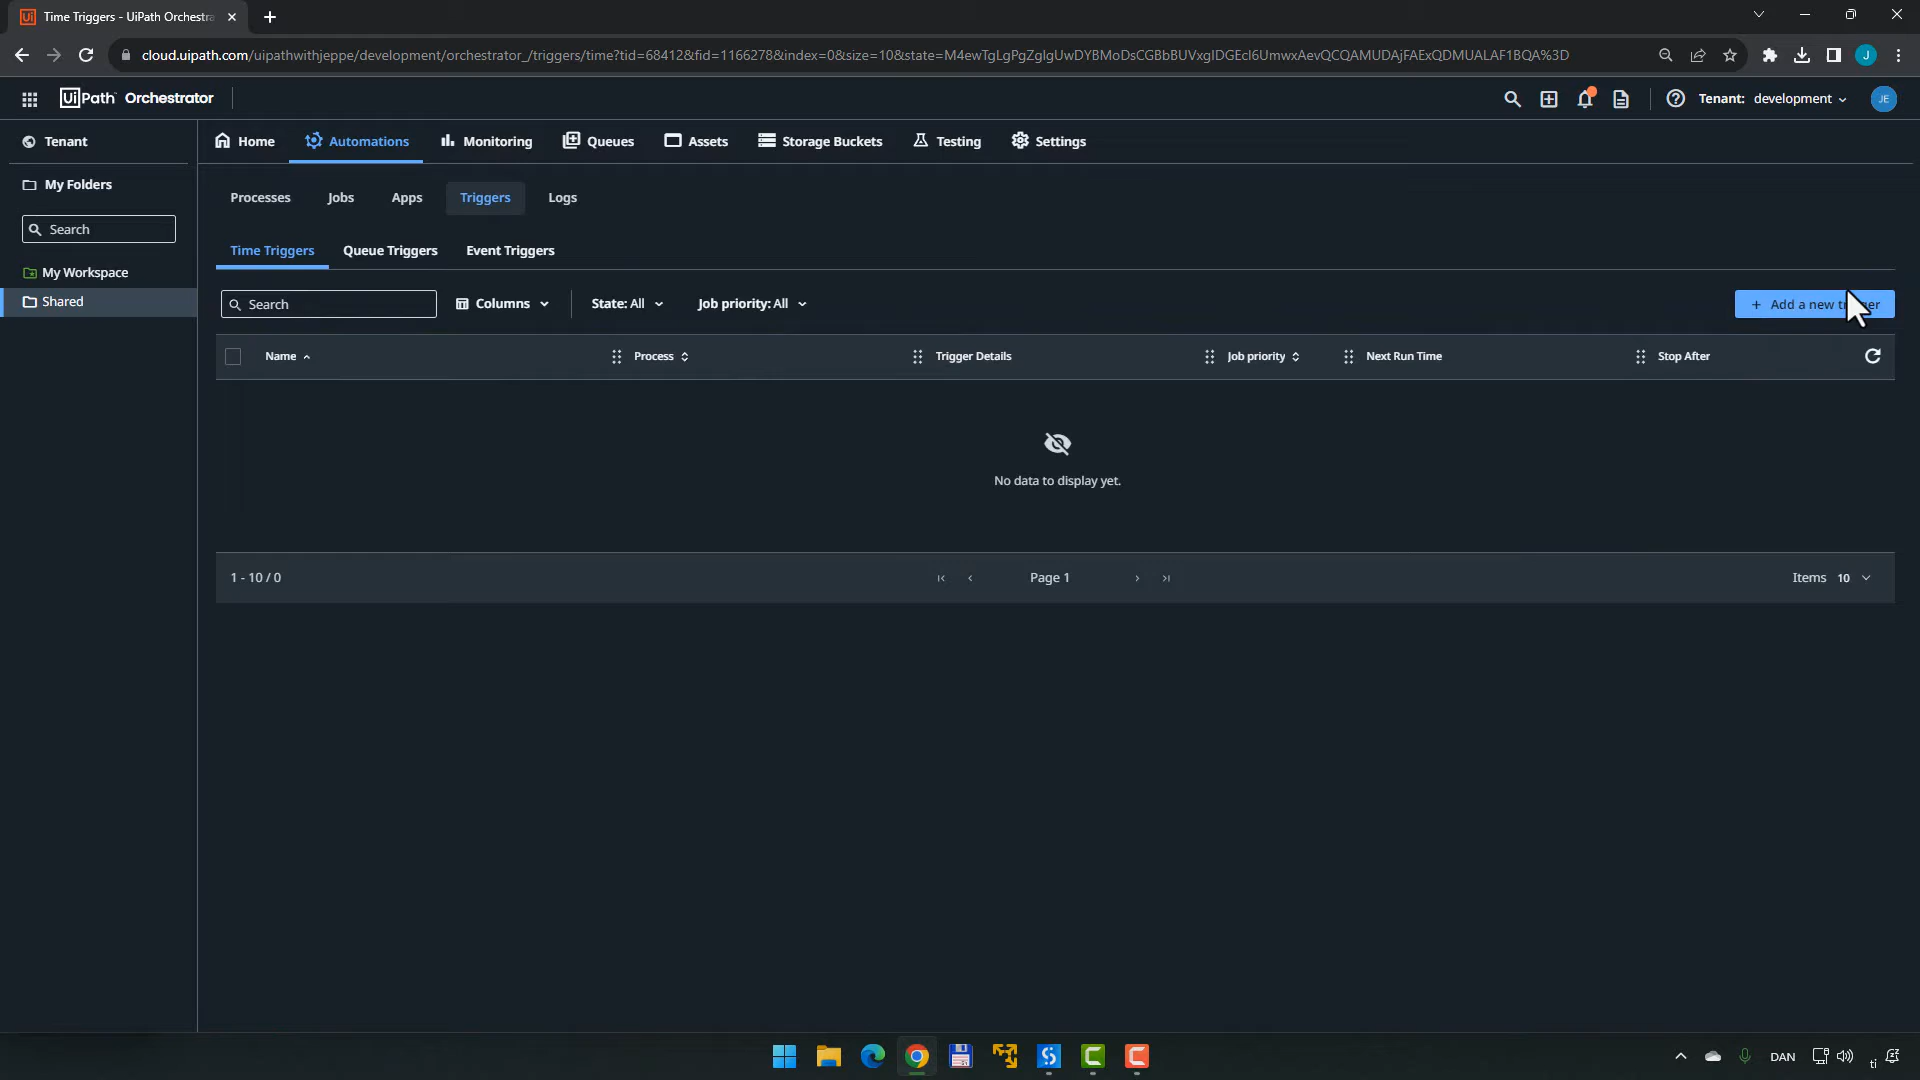 Time Triggers - UiPath Orchestra
cloud.uipath.com/uipathwithjeppe/development/orchestrator_/triggers/time?tid=68412&fid=1166278&index=0&size=10&state=M4ewTgLgPgZglgUwDYBMoDsCGBbBUVxgIDGEcl6UmwxAevQCQAMUDAjFAExQDMUALAF1BQA%3D
UiPath Orchestrator
Tenant: development
JE
Tenant
Home
Automations
Monitoring
Queues
Assets
Storage Buckets
Testing
Settings
My Folders
Search
My Workspace
Shared
Processes
Jobs
Apps
Triggers
Logs
Time Triggers
Queue Triggers
Event Triggers
Search
Columns
State: All
Job priority: All
+ Add a new
Name
Process
Trigger Details
Job priority
Next Run Time
Stop After
No data to display yet.
1 - 10 / 0
Page 1
Items 10
DAN